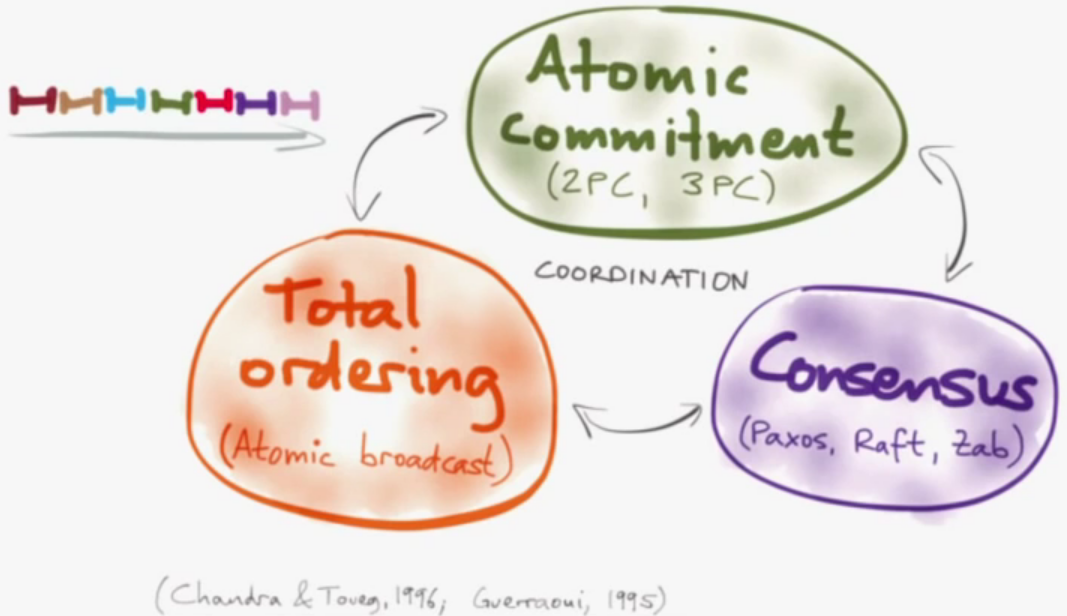 Atomic
commitment
(2PC, 3PC)
COORDINATION
Total
ordering
(Atomic broadcast)
Consensus
(Paxos, Raft, Zab)
(Chandra & Toueg, 1996; Guerraoui, 1995)